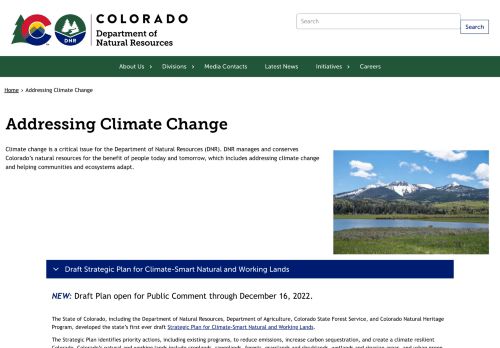 COLORADO
Department of
Natural Resources
DNR
Search
Search
About Us
Divisions
Media Contacts
Latest News
Initiatives
Careers
Home › Addressing Climate Change
Addressing Climate Change
Climate change is a critical issue for the Department of Natural Resources (DNR). DNR manages and conserves
Colorado's natural resources for the benefit of people today and tomorrow, which includes addressing climate change
and helping communities and ecosystems adapt.
Draft Strategic Plan for Climate-Smart Natural and Working Lands
NEW: Draft Plan open for Public Comment through December 16, 2022.
The State of Colorado, including the Department of Natural Resources, Department of Agriculture, Colorado State Forest Service, and Colorado Natural Heritage
Program, developed the state's first ever draft Strategic Plan for Climate-Smart Natural and Working Lands.
The Strategic Plan identifies priority actions, including existing programs, to reduce emissions, increase carbon sequestration, and create a climate resilient